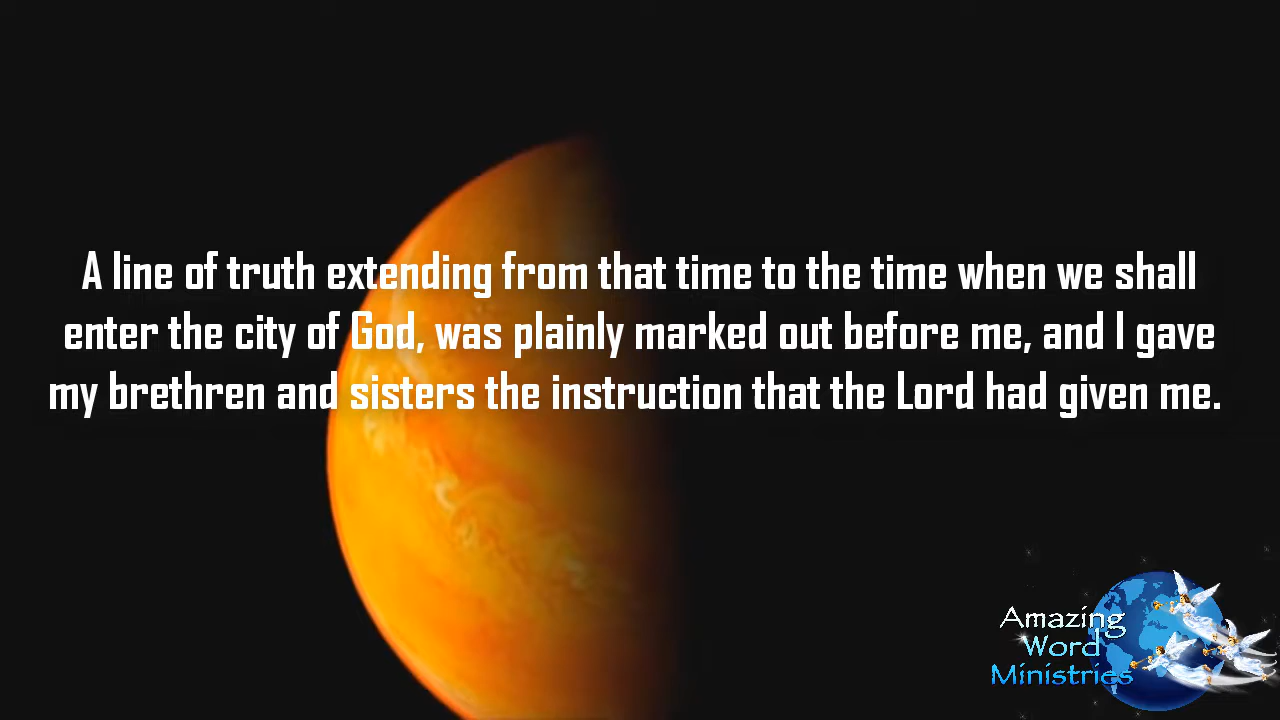 A line of truth extending from that time to the time when we shall
enter the city of God, was plainly marked out before me, and I gave
my brethren and sisters the instruction that the Lord had given me.
Amazing
Word
Ministries